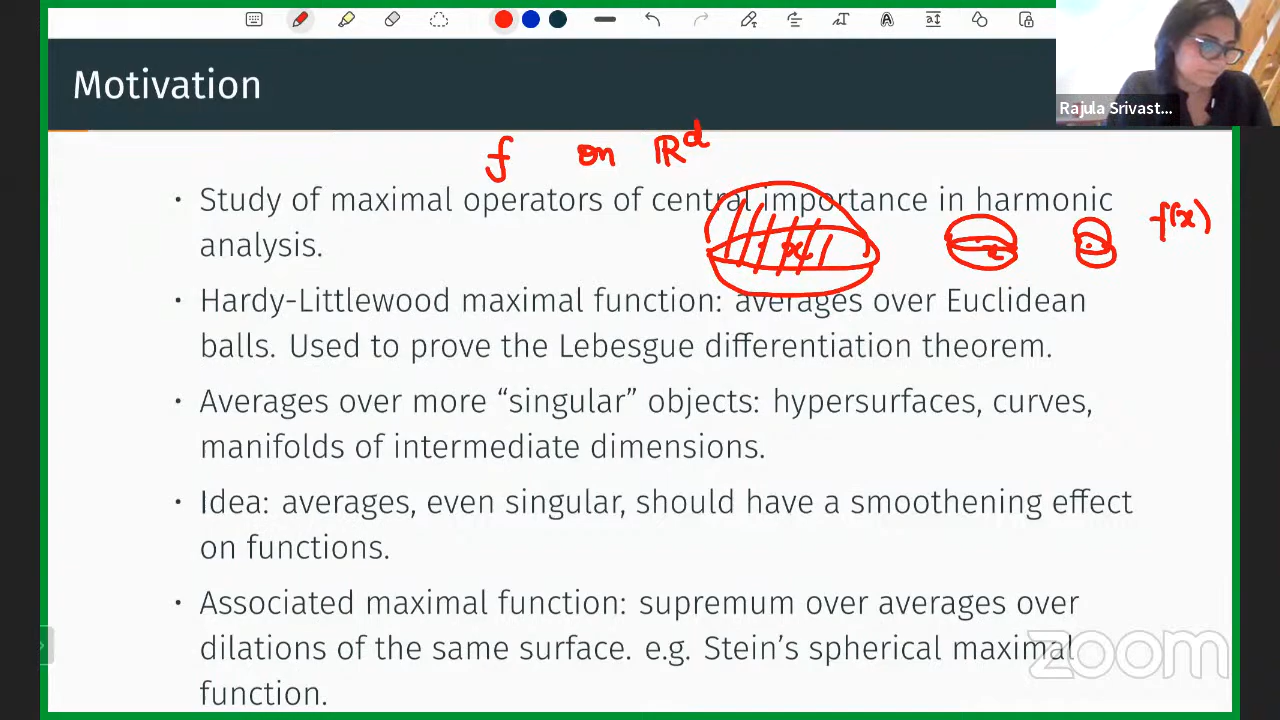 Motivation
Rajula Srivast...
f on ℝᵈ
• Study of maximal operators of central importance in harmonic
analysis.
x
x
f(x)
• Hardy-Littlewood maximal function: averages over Euclidean
balls. Used to prove the Lebesgue differentiation theorem.
• Averages over more “singular” objects: hypersurfaces, curves,
manifolds of intermediate dimensions.
• Idea: averages, even singular, should have a smoothening effect
on functions.
• Associated maximal function: supremum over averages over
dilations of the same surface. e.g. Stein’s spherical maximal
function.
zoom